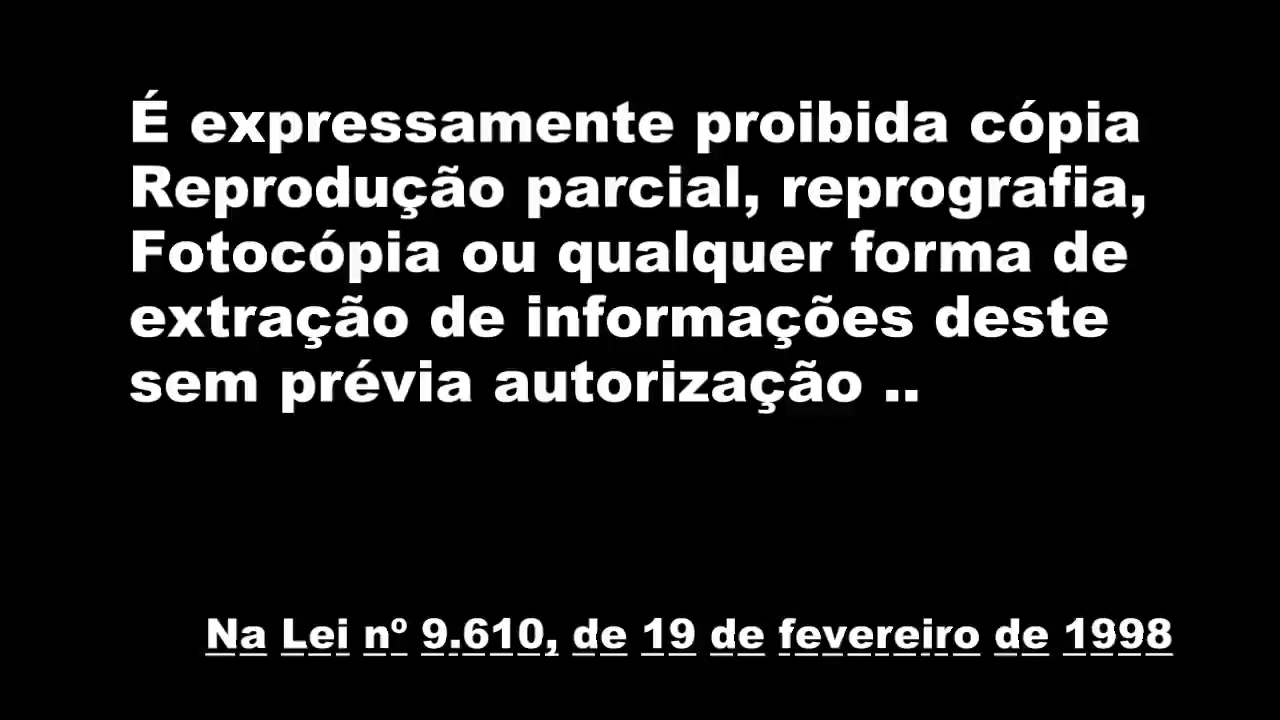 É expressamente proibida cópia
Reprodução parcial, reprografia,
Fotocópia ou qualquer forma de
extração de informações deste
sem prévia autorização ..
Na Lei nº 9.610, de 19 de fevereiro de 1998